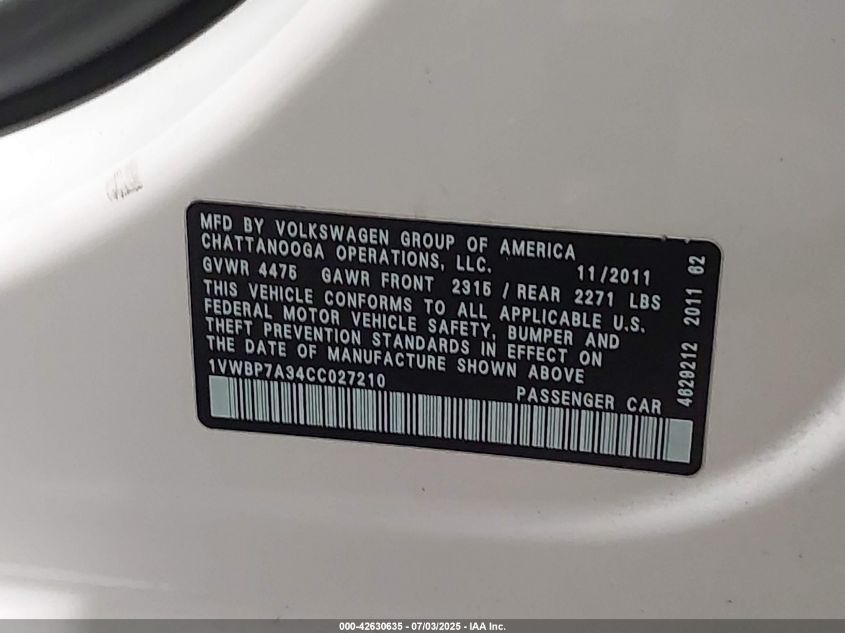 MFD BY VOLKSWAGEN GROUP OF AMERICA
CHATTANOOGA OPERATIONS, LLC. 11/2011
GVWR 4475 GAWR FRONT 2315 / REAR 2271 LBS
THIS VEHICLE CONFORMS TO ALL APPLICABLE U.S.
FEDERAL MOTOR VEHICLE SAFETY, BUMPER AND
THEFT PREVENTION STANDARDS IN EFFECT ON
THE DATE OF MANUFACTURE SHOWN ABOVE
1VWBP7A34CC027210 PASSENGER CAR
4620212 2011 62
000-42630635 - 07/03/2025 - IAA Inc.